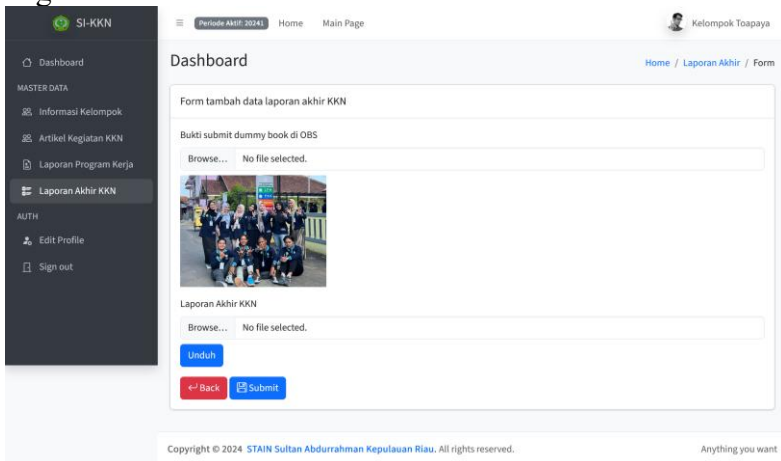 SI-KKN
Periode Aktif: 20241 Home Main Page
Kelompok Toapaya
Dashboard
MASTER DATA
Informasi Kelompok
Artikel Kegiatan KKN
Laporan Program Kerja
Laporan Akhir KKN
AUTH
Edit Profile
Sign out
Dashboard
Home / Laporan Akhir / Form
Form tambah data laporan akhir KKN
Bukti submit dummy book di OBS
Browse... No file selected.
Laporan Akhir KKN
Browse... No file selected.
Unduh
Back Submit
Copyright © 2024 STAIN Sultan Abdurrahman Kepulauan Riau. All rights reserved.
Anything you want